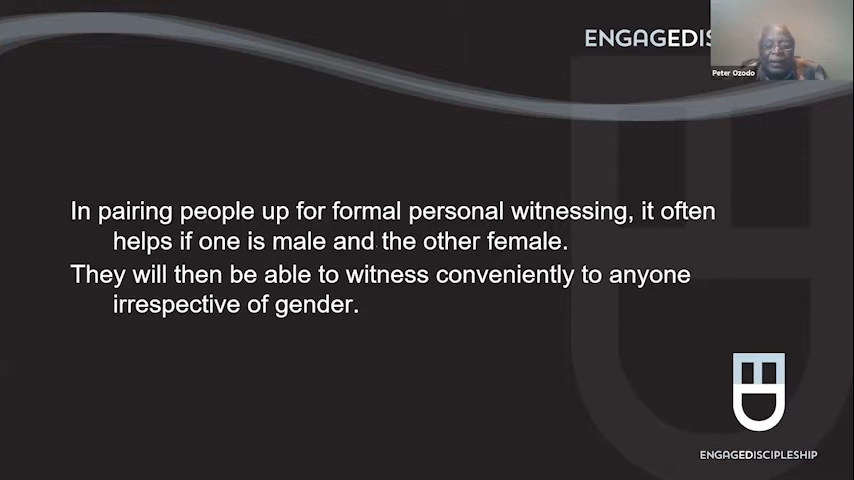 ENGAGEDIS
Peter Ozodo
In pairing people up for formal personal witnessing, it often
helps if one is male and the other female.
They will then be able to witness conveniently to anyone
irrespective of gender.
ENGAGEDISCIPLESHIP